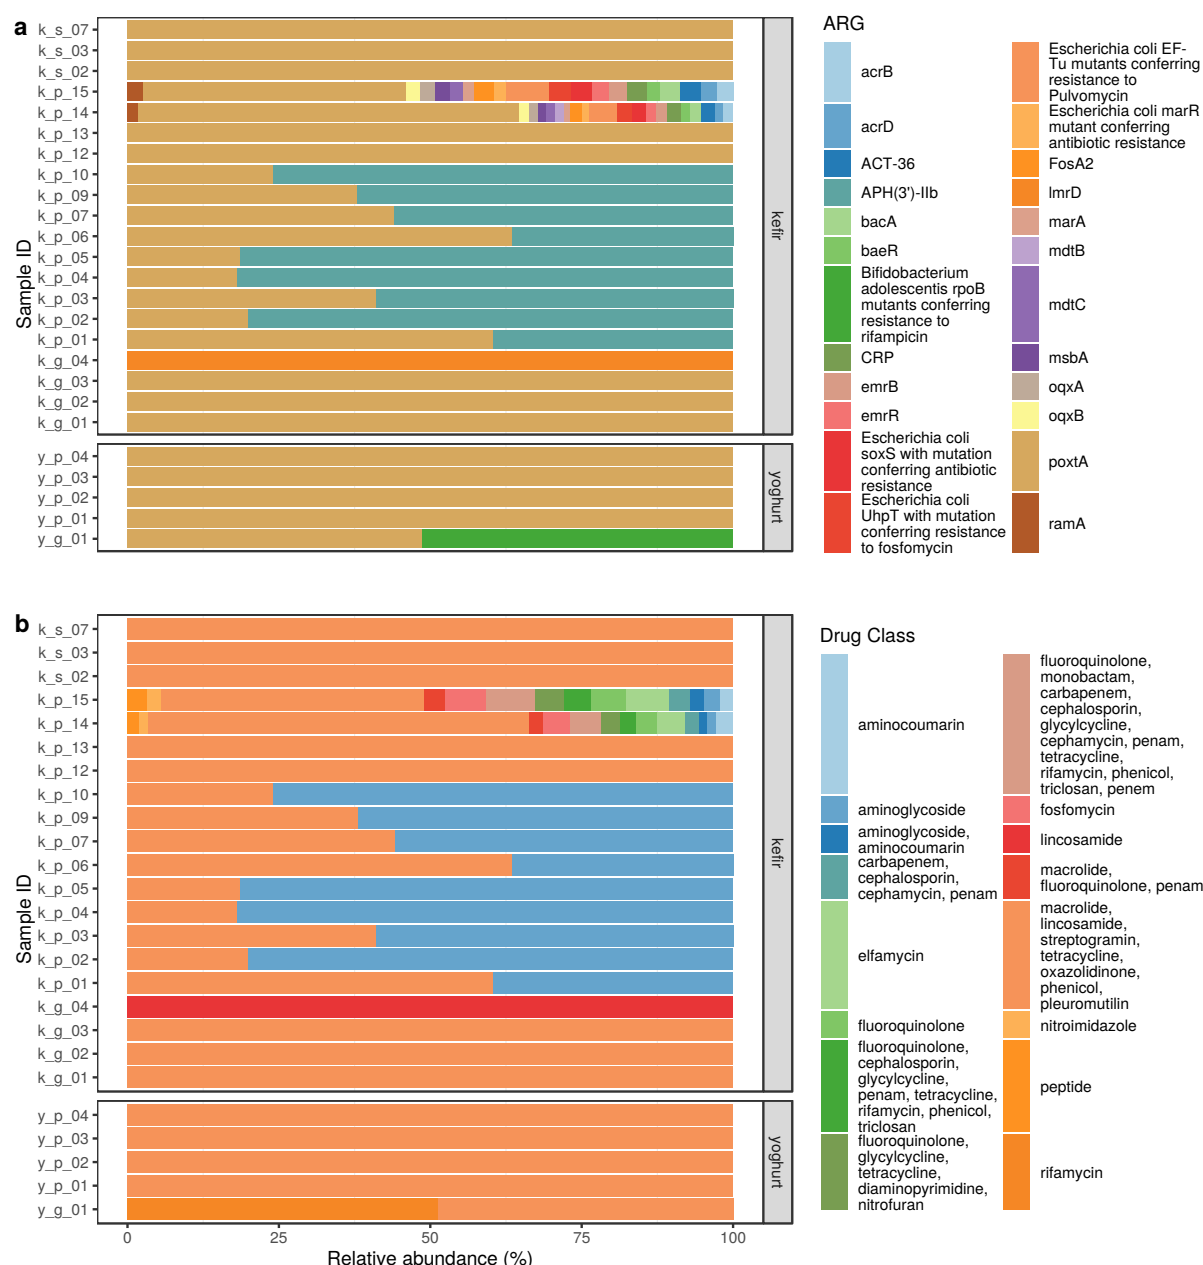 a
k_s_07
k_s_03
k_s_02
k_p_15
k_p_14
k_p_13
k_p_12
k_p_10
k_p_09
k_p_07
k_p_06
k_p_05
k_p_04
k_p_03
k_p_02
k_p_01
k_g_04
k_g_03
k_g_02
k_g_01
y_p_04
y_p_03
y_p_02
y_p_01
y_g_01
Sample ID
kefir
yoghurt
ARG
acrB
acrD
ACT-36
APH(3')-IIb
bacA
baeR
Bifidobacterium
adolescentis rpoB
mutants conferring
resistance to
rifampicin
CRP
emrB
emrR
Escherichia coli
soxS with mutation
conferring antibiotic
resistance
Escherichia coli
UhpT with mutation
conferring resistance
to fosfomycin
Escherichia coli EF-
Tu mutants conferring
resistance to
Pulvomycin
Escherichia coli marR
mutant conferring
antibiotic resistance
FosA2
lmrD
marA
mdtB
mdtC
msbA
oqxA
oqxB
poxtA
ramA
b
k_s_07
k_s_03
k_s_02
k_p_15
k_p_14
k_p_13
k_p_12
k_p_10
k_p_09
k_p_07
k_p_06
k_p_05
k_p_04
k_p_03
k_p_02
k_p_01
k_g_04
k_g_03
k_g_02
k_g_01
y_p_04
y_p_03
y_p_02
y_p_01
y_g_01
Sample ID
kefir
yoghurt
0
25
50
75
100
Relative abundance (%)
Drug Class
aminocoumarin
aminoglycoside
aminoglycoside,
aminocoumarin
carbapenem,
cephalosporin,
cephamycin, penam
elfamycin
fluoroquinolone
fluoroquinolone,
cephalosporin,
glycylcycline,
penam, tetracycline,
rifamycin, phenicol,
triclosan
fluoroquinolone,
glycylcycline,
tetracycline,
diaminopyrimidine,
nitrofuran
fluoroquinolone,
monobactam,
carbapenem,
cephalosporin,
glycylcycline,
cephamycin, penam,
tetracycline,
rifamycin, phenicol,
triclosan, penem
fosfomycin
lincosamide
macrolide,
fluoroquinolone, penam
macrolide,
lincosamide,
streptogramin,
tetracycline,
oxazolidinone,
phenicol,
pleuromutilin
nitroimidazole
peptide
rifamycin